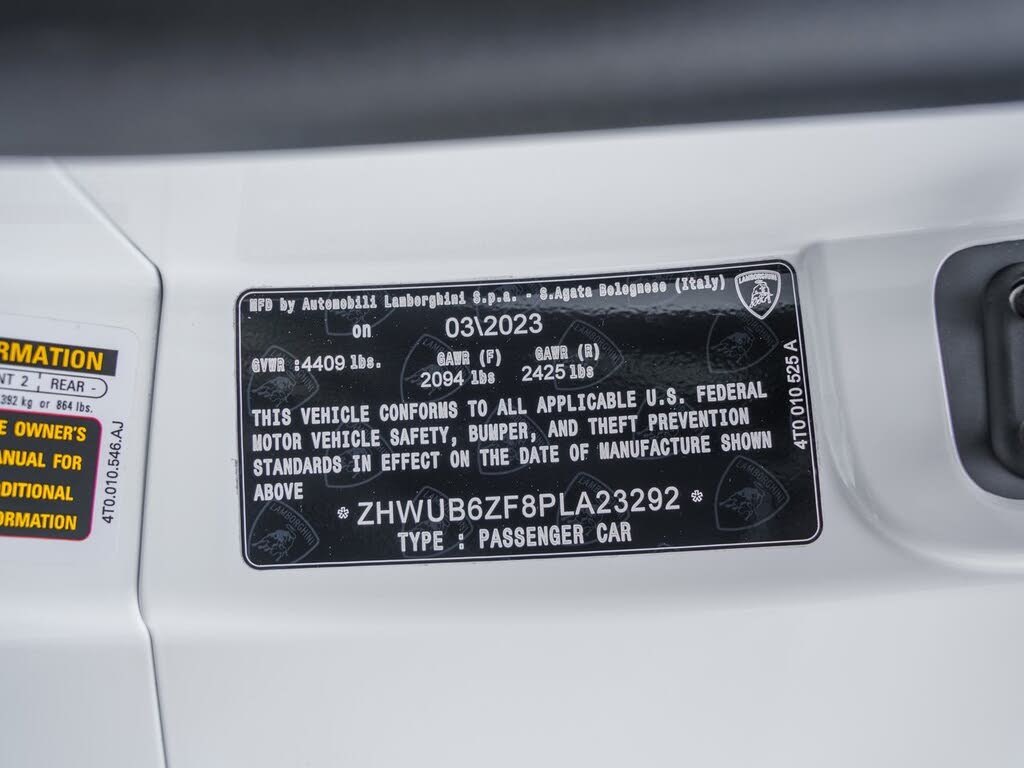 MFD by Automobili Lamborghini S.p.a. - S.Agata Bolognese (Italy)
LAMBORGHINI
on 03\2023
GVWR :4409 lbs. GAWR (F) GAWR (R)
2094 lbs 2425 lbs
THIS VEHICLE CONFORMS TO ALL APPLICABLE U.S. FEDERAL
MOTOR VEHICLE SAFETY, BUMPER, AND THEFT PREVENTION
STANDARDS IN EFFECT ON THE DATE OF MANUFACTURE SHOWN
ABOVE
* ZHWUB6ZF8PLA23292 *
TYPE : PASSENGER CAR
4T0 010 525 A
LAMBORGHINI
RMATION
NT 2 REAR -
392 kg or 864 lbs.
E OWNER'S
ANUAL FOR
DDITIONAL
ORMATION
4T0.010.546.AJ